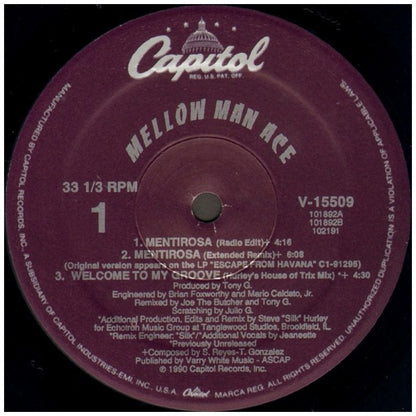 Capitol
REG. U.S. PAT. OFF.
MELLOW MAN ACE
33 1/3 RPM
1
V-15509
101892A
101892B
102191
1. MENTIROSA (Radio Edit)+ 4:16
2. MENTIROSA (Extended Remix)+ 6:08
(Original version appears on the LP "ESCAPE FROM HAVANA" C1-91295)
3. WELCOME TO MY GROOVE (Hurley's House of Trix Mix) *+ 4:30
Produced by Tony G.
Engineered by Brian Foxworthy and Mario Caldato, Jr.
Remixed by Joe The Butcher and Tony G.
Scratching by Julio G.
*Additional Production, Edits and Remix by Steve "Silk" Hurley
for Echotron Music Group at Tanglewood Studios, Brookfield, IL.
"Remix Engineer: "Silk"/Additional Vocals by Jeanette
*Previously Unreleased
+Composed by S. Reyes-T. Gonzalez
Published by Varry White Music - ASCAP
℗ © 1990 Capitol Records, Inc.
MANUFACTURED BY CAPITOL RECORDS, INC., A SUBSIDIARY OF CAPITOL INDUSTRIES-EMI, INC., U.S.A. Capitol MARCA REG. ALL RIGHTS RESERVED. UNAUTHORIZED DUPLICATION IS A VIOLATION OF APPLICABLE LAWS.